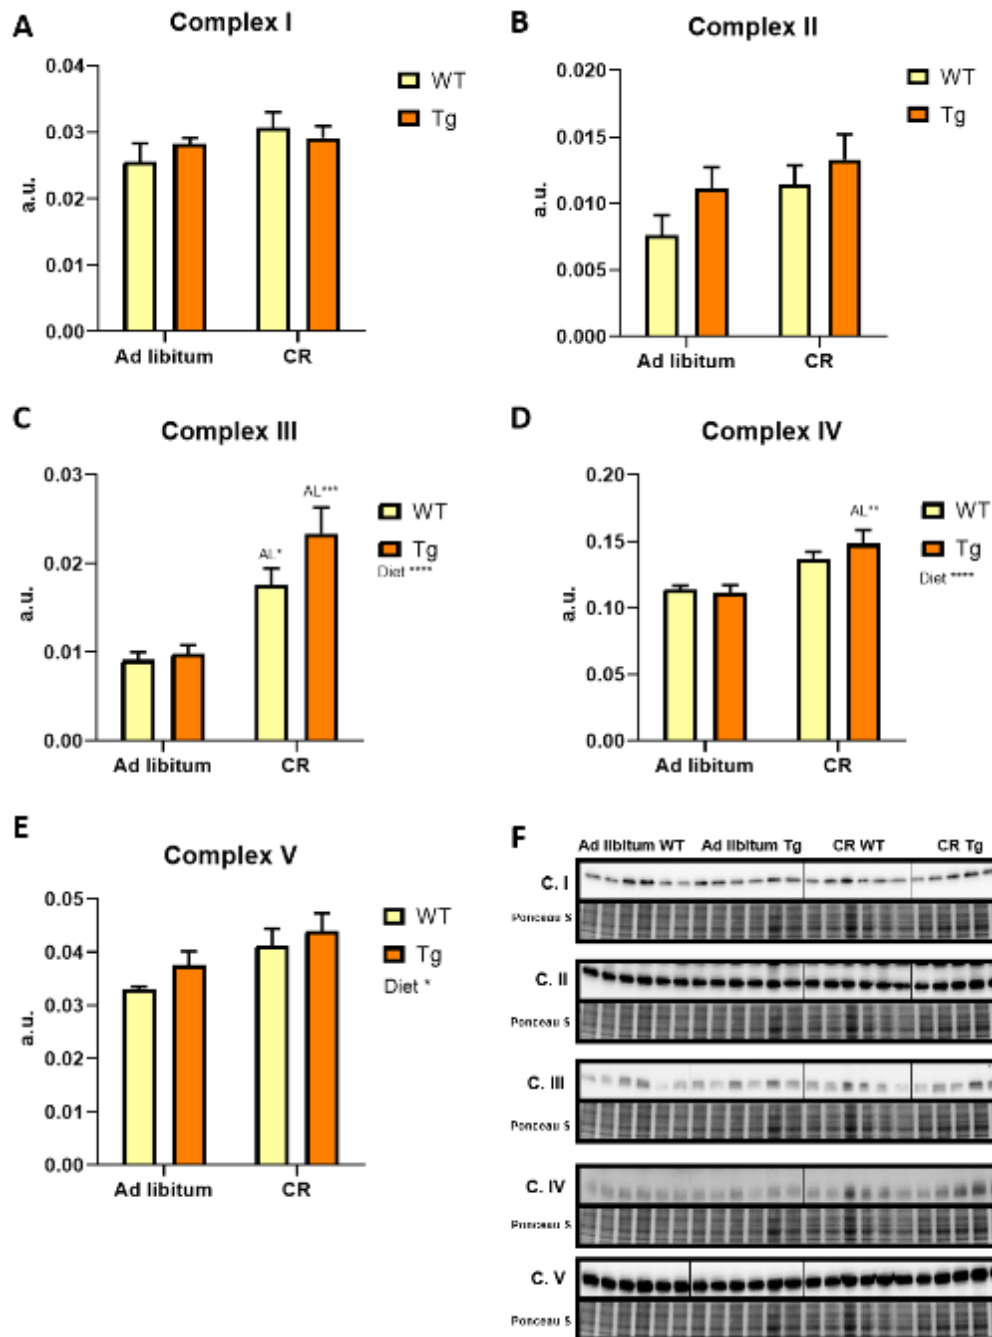 A
Complex I
0.04
0.03
0.02
0.01
0.00
a.u.
Ad libitum
CR
WT
Tg
B
Complex II
0.020
0.015
0.010
0.005
0.000
a.u.
Ad libitum
CR
WT
Tg
C
Complex III
0.03
0.02
0.01
0.00
a.u.
AL*
AL***
Ad libitum
CR
WT
Tg
Diet ****
D
Complex IV
0.20
0.15
0.10
0.05
0.00
a.u.
AL**
Ad libitum
CR
WT
Tg
Diet ****
E
Complex V
0.05
0.04
0.03
0.02
0.01
0.00
a.u.
Ad libitum
CR
WT
Tg
Diet *
F
Ad libitum WT Ad libitum Tg CR WT CR Tg
C. I
Ponceau S
C. II
Ponceau S
C. III
Ponceau S
C. IV
Ponceau S
C. V
Ponceau S